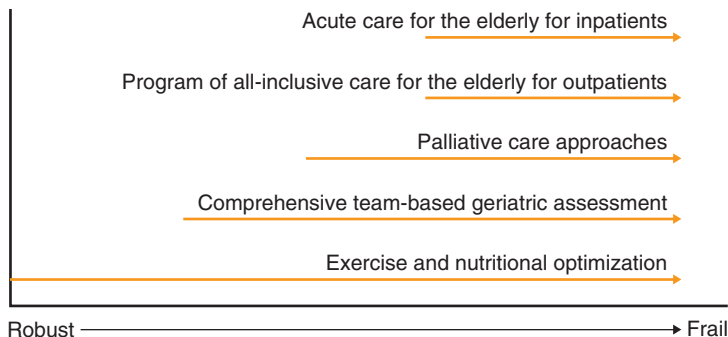 Acute care for the elderly for inpatients
Program of all-inclusive care for the elderly for outpatients
Palliative care approaches
Comprehensive team-based geriatric assessment
Exercise and nutritional optimization
Robust Frail